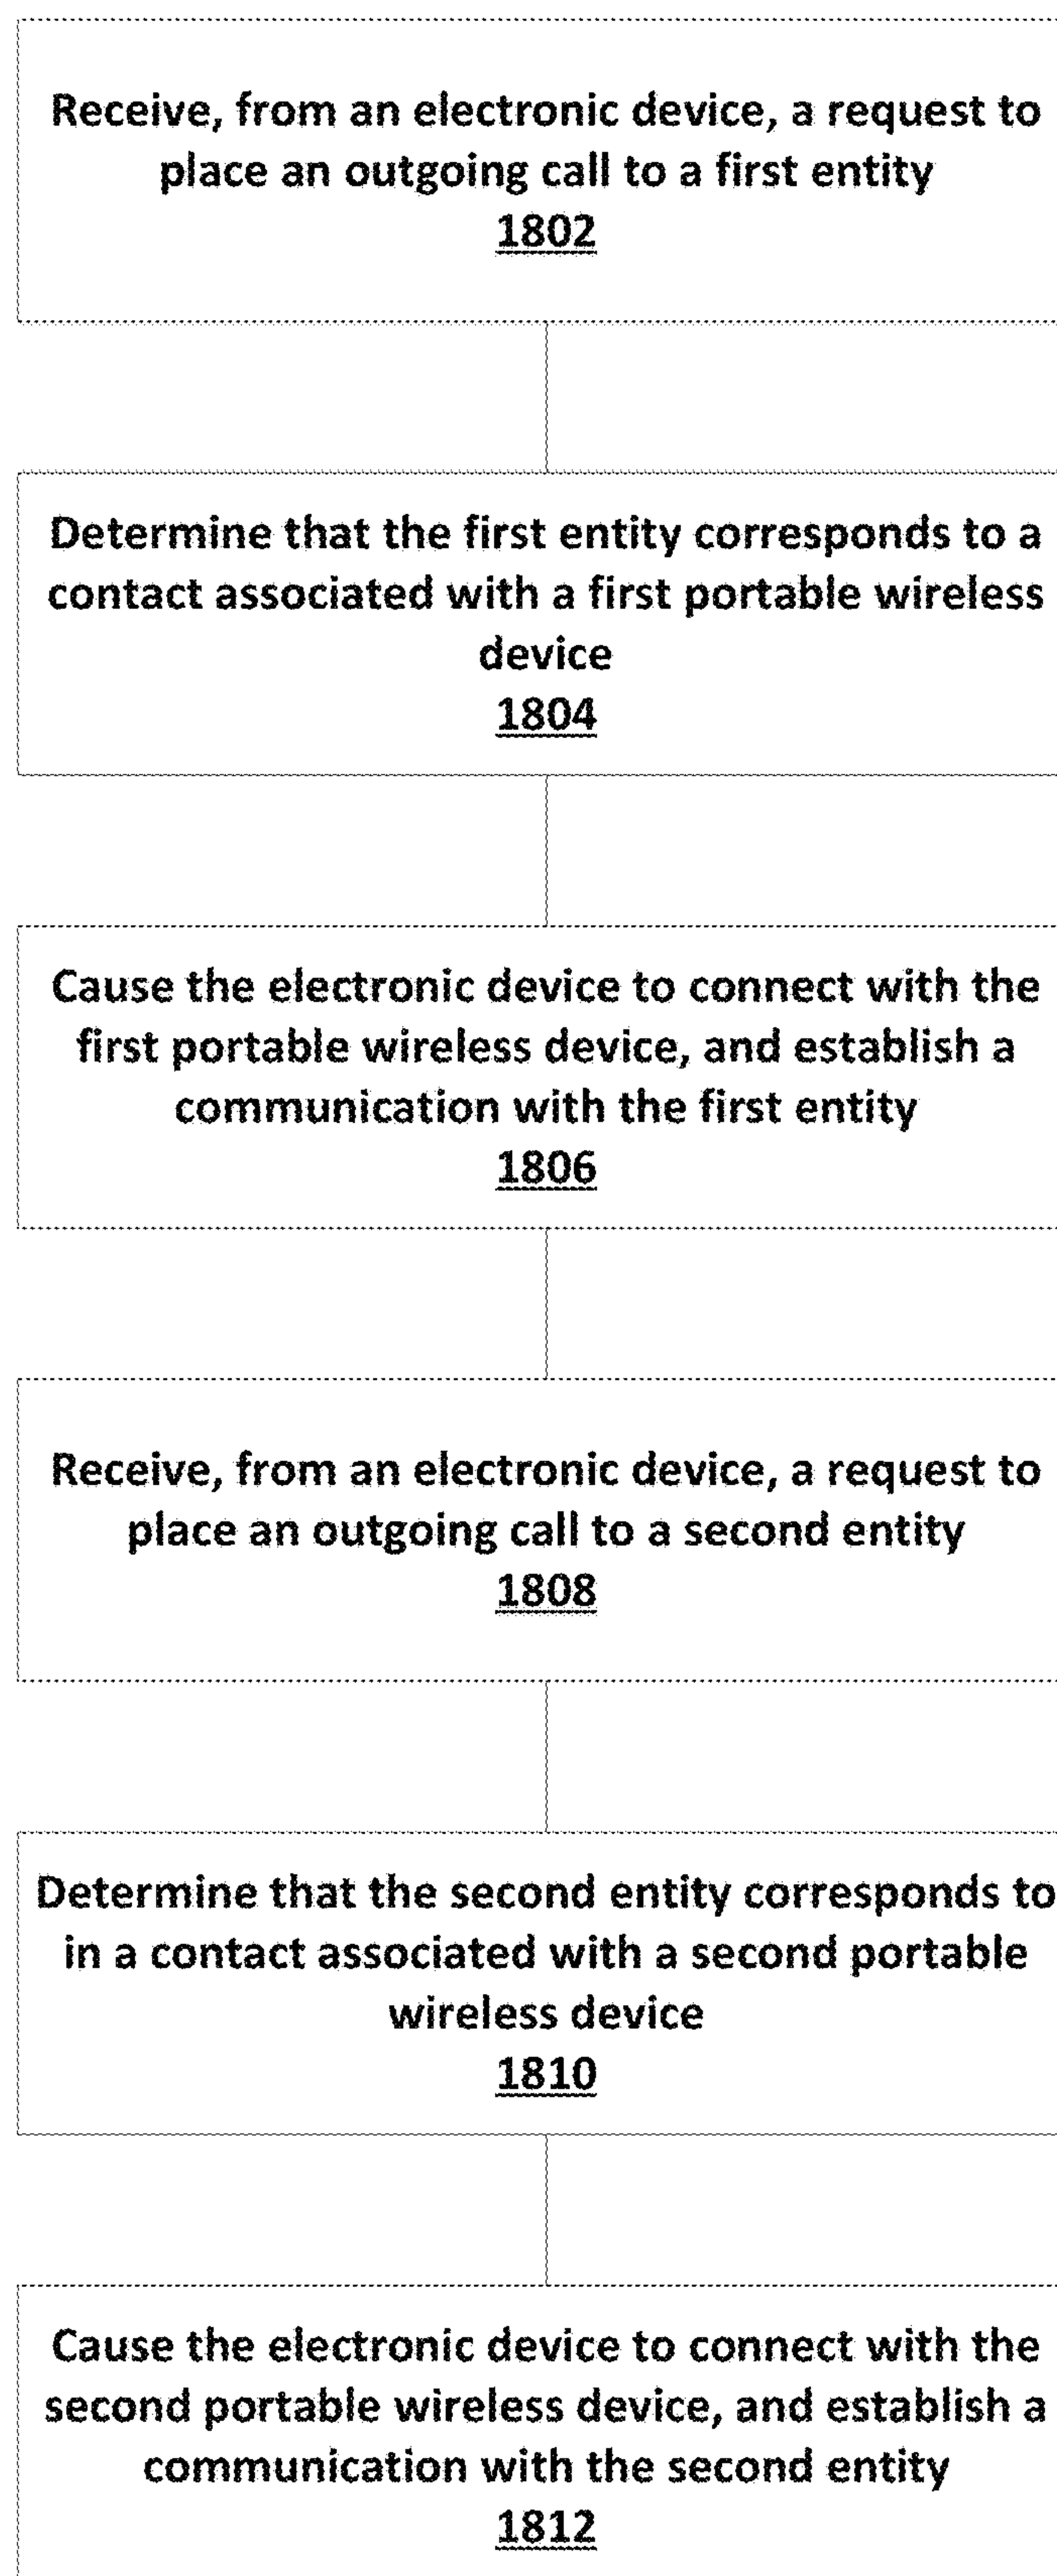 Receive, from an electronic device, a request to
place an outgoing call to a first entity
1802
Determine that the first entity corresponds to a
contact associated with a first portable wireless
device
1804
Cause the electronic device to connect with the
first portable wireless device, and establish a
communication with the first entity
1806
Receive, from an electronic device, a request to
place an outgoing call to a second entity
1808
Determine that the second entity corresponds to
in a contact associated with a second portable
wireless device
1810
Cause the electronic device to connect with the
second portable wireless device, and establish a
communication with the second entity
1812